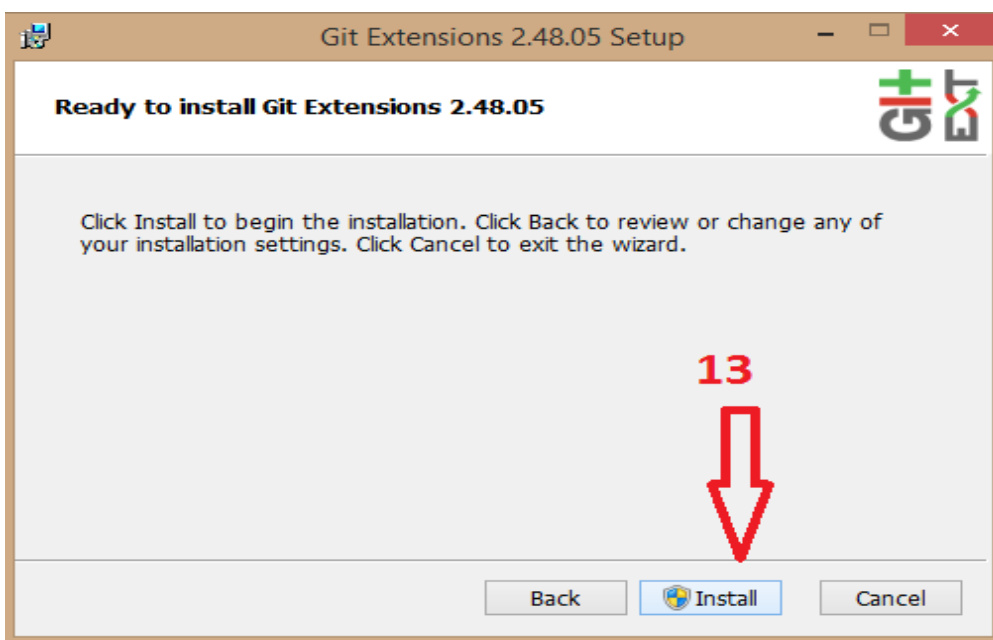 Git Extensions 2.48.05 Setup
Ready to install Git Extensions 2.48.05
Git
EXT
Click Install to begin the installation. Click Back to review or change any of
your installation settings. Click Cancel to exit the wizard.
13
Back Install Cancel